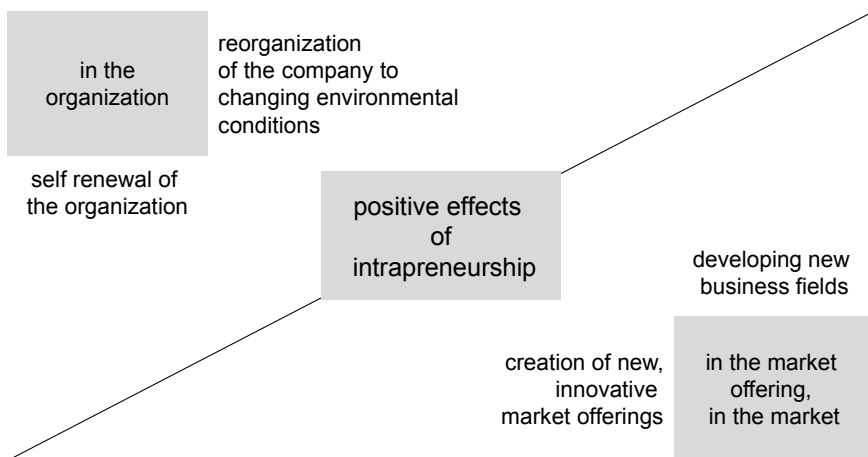 in the
organization
reorganization
of the company to
changing environmental
conditions
self renewal of
the organization
positive effects
of
intrapreneurship
developing new
business fields
creation of new,
innovative
market offerings
in the market
offering,
in the market